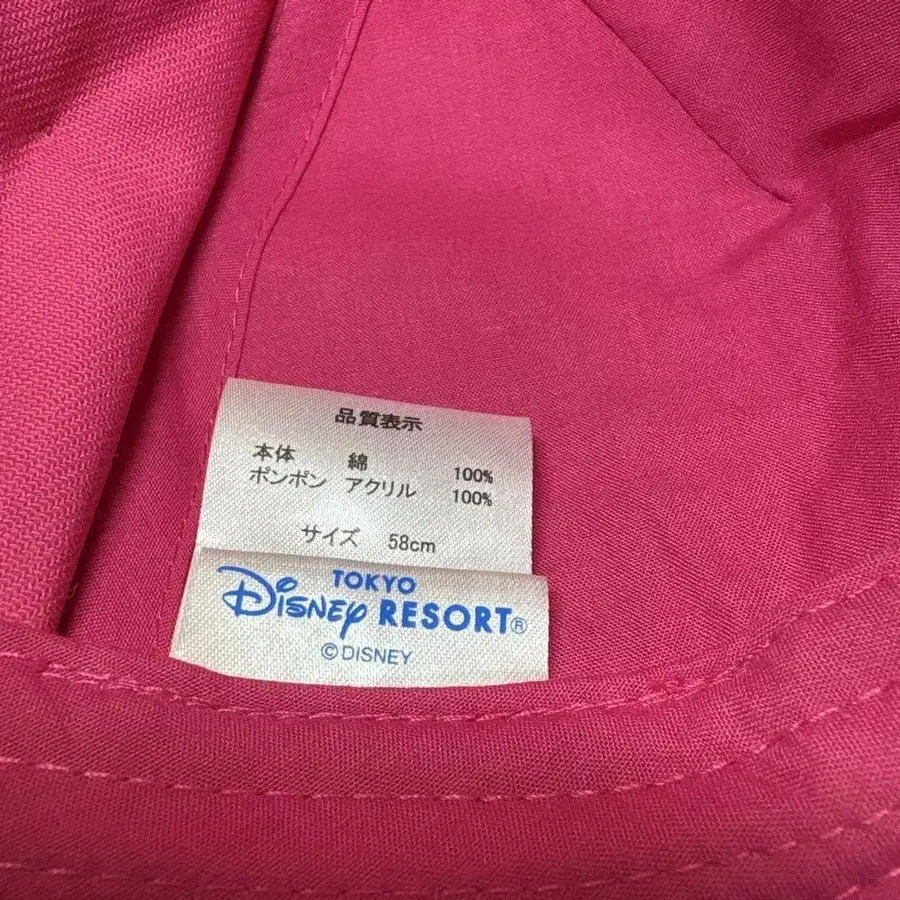 品質表示
本体 綿 100%
ポンポン アクリル 100%
サイズ 58cm
TOKYO
Disney RESORT®
©DISNEY